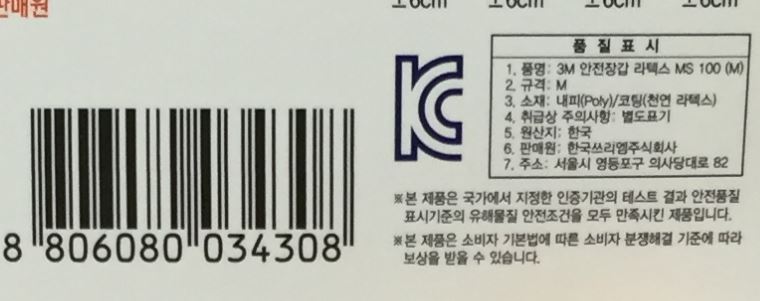 판매원
±6cm ±6cm ±6cm ±6cm
KC
품 질 표 시
1. 품명: 3M 안전장갑 라텍스 MS 100 (M)
2. 규격: M
3. 소재: 내피(Poly)/코팅(천연 라텍스)
4. 취급상 주의사항: 별도표기
5. 원산지: 한국
6. 판매원: 한국쓰리엠주식회사
7. 주소: 서울시 영등포구 의사당대로 82
※본 제품은 국가에서 지정한 인증기관의 테스트 결과 안전품질
표시기준의 유해물질 안전조건을 모두 만족시킨 제품입니다.
※본 제품은 소비자 기본법에 따른 소비자 분쟁해결 기준에 따라
보상을 받을 수 있습니다.
8 806080 034308